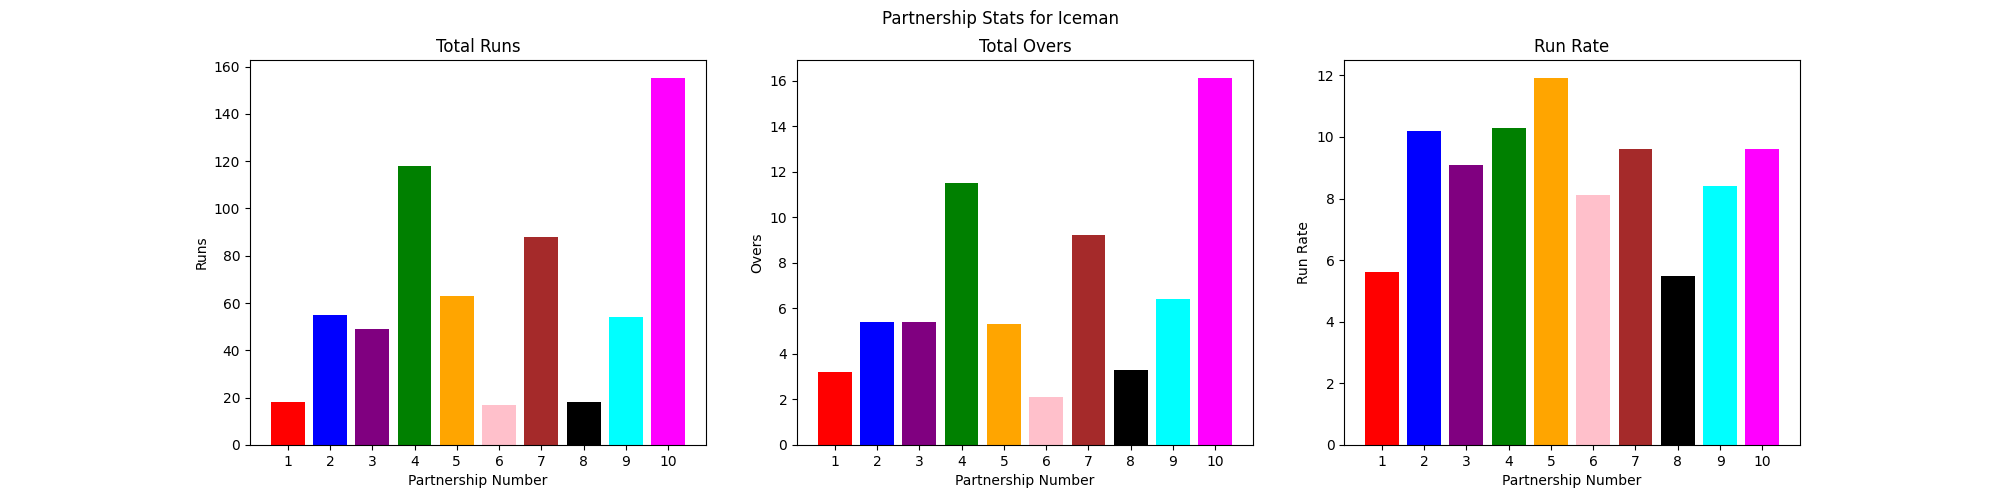 Partnership Stats for Iceman
Total Runs
160
140
120
100
80
60
40
20
0
Runs
1 2 3 4 5 6 7 8 9 10
Partnership Number
Total Overs
16
14
12
10
8
6
4
2
0
Overs
1 2 3 4 5 6 7 8 9 10
Partnership Number
Run Rate
12
10
8
6
4
2
0
Run Rate
1 2 3 4 5 6 7 8 9 10
Partnership Number